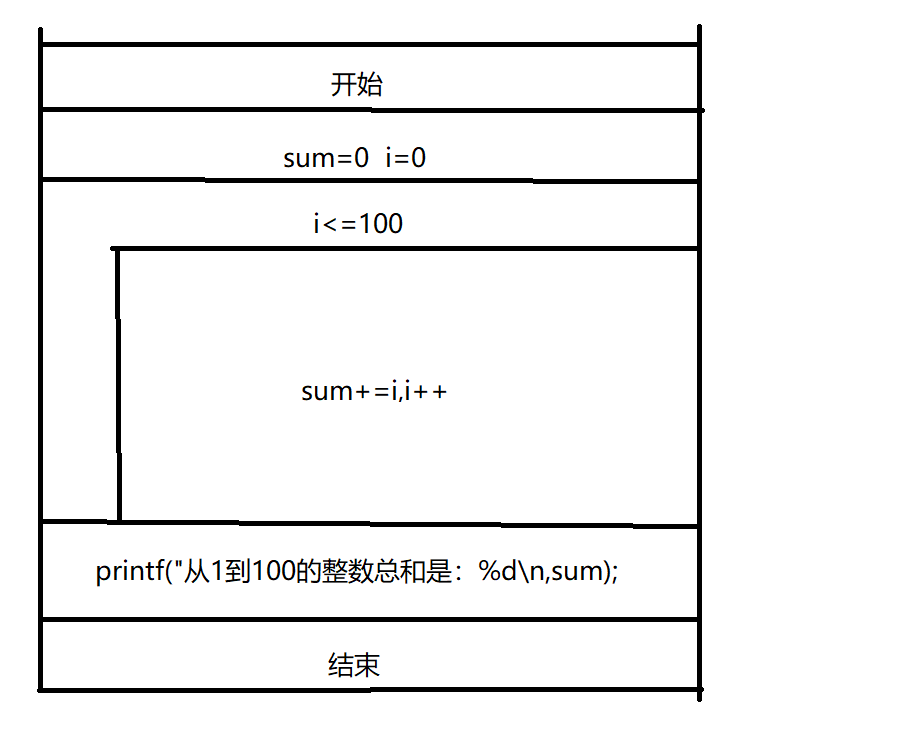 开始
sum=0 i=0
i<=100
sum+=i,i++
printf("从1到100的整数总和是：%d\n,sum);
结束